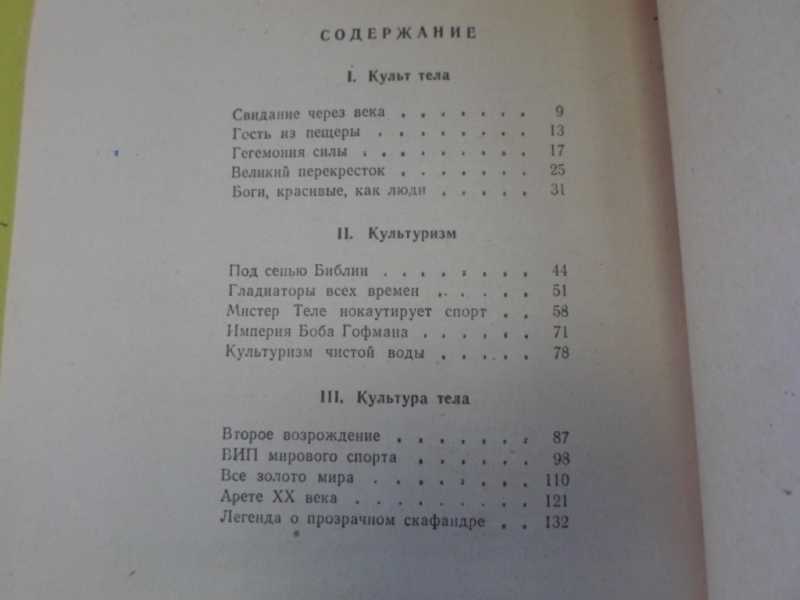 СОДЕРЖАНИЕ
I. Культ тела
Свидание через века . . . . . . . 9
Гость из пещеры . . . . . . . . 13
Гегемония силы . . . . . . . . . 17
Великий перекресток . . . . . . . 25
Боги, красивые, как люди . . . . . 31
II. Культуризм
Под сенью Библии . . . . . . . . 44
Гладиаторы всех времен . . . . . 51
Мистер Теле нокаутирует спорт . . 58
Империя Боба Гофмана . . . . . . 71
Культуризм чистой воды . . . . . 78
III. Культура тела
Второе возрождение . . . . . . . 87
ВИП мирового спорта . . . . . . 98
Все золото мира . . . . . . . . 110
Арете XX века . . . . . . . . . 121
Легенда о прозрачном скафандре . . 132